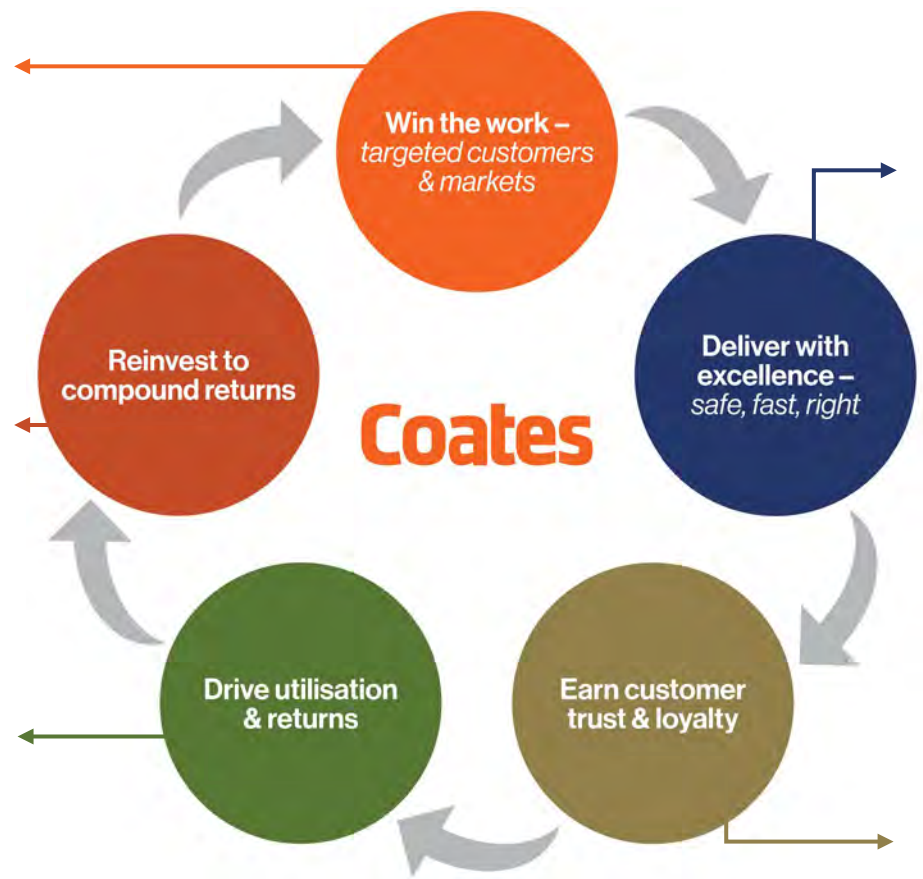 Win the work –
targeted customers
& markets
Deliver with
excellence –
safe, fast, right
Reinvest to
compound returns
Coates
Drive utilisation
& returns
Earn customer
trust & loyalty